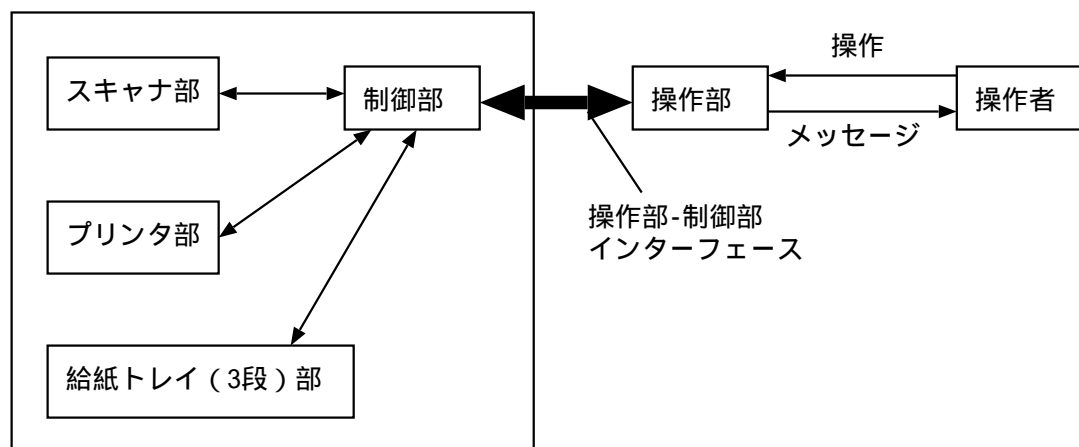 スキャナ部
制御部
操作部
操作
操作者
メッセージ
プリンタ部
操作部-制御部
インターフェース
給紙トレイ(3段)部